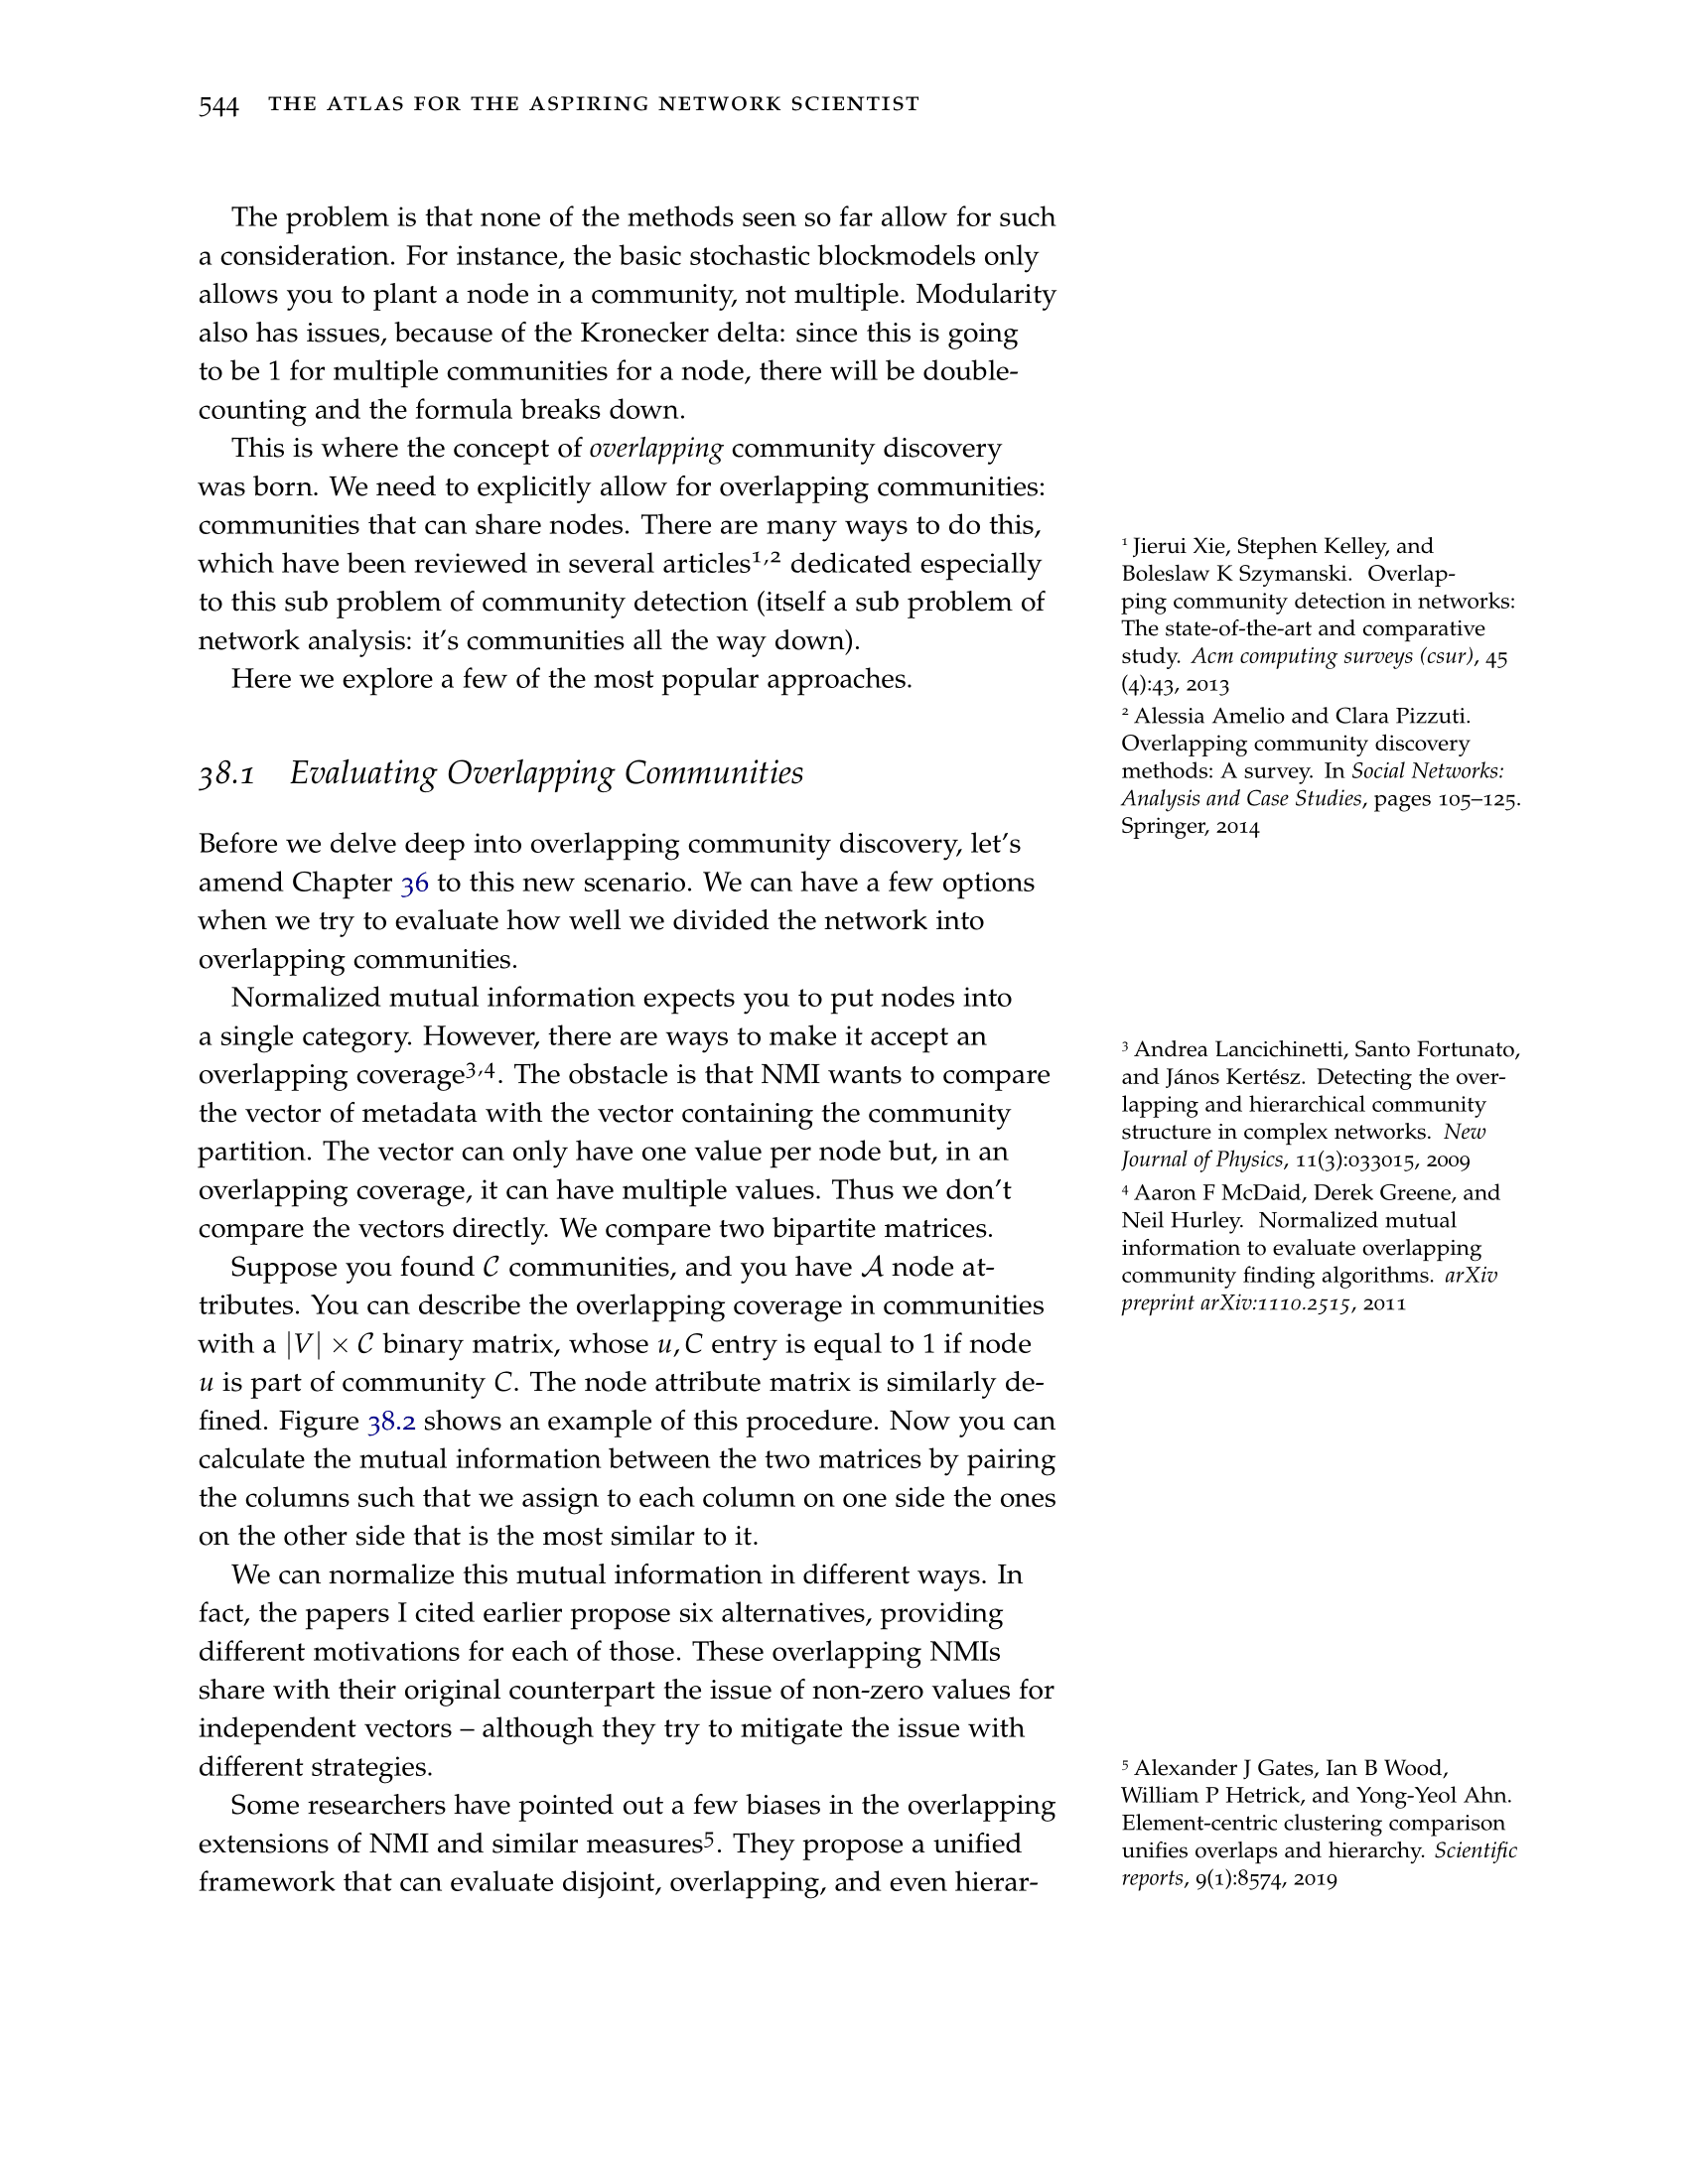 544 THE ATLAS FOR THE ASPIRING NETWORK SCIENTIST
The problem is that none of the methods seen so far allow for such
a consideration. For instance, the basic stochastic blockmodels only
allows you to plant a node in a community, not multiple. Modularity
also has issues, because of the Kronecker delta: since this is going
to be 1 for multiple communities for a node, there will be double-
counting and the formula breaks down.
This is where the concept of overlapping community discovery
was born. We need to explicitly allow for overlapping communities:
communities that can share nodes. There are many ways to do this,
which have been reviewed in several articles1,2 dedicated especially
to this sub problem of community detection (itself a sub problem of
network analysis: it's communities all the way down).
Here we explore a few of the most popular approaches.
38.1 Evaluating Overlapping Communities
Before we delve deep into overlapping community discovery, let's
amend Chapter 36 to this new scenario. We can have a few options
when we try to evaluate how well we divided the network into
overlapping communities.
Normalized mutual information expects you to put nodes into
a single category. However, there are ways to make it accept an
overlapping coverage3,4. The obstacle is that NMI wants to compare
the vector of metadata with the vector containing the community
partition. The vector can only have one value per node but, in an
overlapping coverage, it can have multiple values. Thus we don't
compare the vectors directly. We compare two bipartite matrices.
Suppose you found 𝒞 communities, and you have 𝒜 node at-
tributes. You can describe the overlapping coverage in communities
with a |V| × 𝒞 binary matrix, whose u, C entry is equal to 1 if node
u is part of community C. The node attribute matrix is similarly de-
fined. Figure 38.2 shows an example of this procedure. Now you can
calculate the mutual information between the two matrices by pairing
the columns such that we assign to each column on one side the ones
on the other side that is the most similar to it.
We can normalize this mutual information in different ways. In
fact, the papers I cited earlier propose six alternatives, providing
different motivations for each of those. These overlapping NMIs
share with their original counterpart the issue of non-zero values for
independent vectors – although they try to mitigate the issue with
different strategies.
Some researchers have pointed out a few biases in the overlapping
extensions of NMI and similar measures5. They propose a unified
framework that can evaluate disjoint, overlapping, and even hierar-
1 Jierui Xie, Stephen Kelley, and
Boleslaw K Szymanski. Overlap-
ping community detection in networks:
The state-of-the-art and comparative
study. Acm computing surveys (csur), 45
(4):43, 2013
2 Alessia Amelio and Clara Pizzuti.
Overlapping community discovery
methods: A survey. In Social Networks:
Analysis and Case Studies, pages 105–125.
Springer, 2014
3 Andrea Lancichinetti, Santo Fortunato,
and János Kertész. Detecting the over-
lapping and hierarchical community
structure in complex networks. New
Journal of Physics, 11(3):033015, 2009
4 Aaron F McDaid, Derek Greene, and
Neil Hurley. Normalized mutual
information to evaluate overlapping
community finding algorithms. arXiv
preprint arXiv:1110.2515, 2011
5 Alexander J Gates, Ian B Wood,
William P Hetrick, and Yong-Yeol Ahn.
Element-centric clustering comparison
unifies overlaps and hierarchy. Scientific
reports, 9(1):8574, 2019